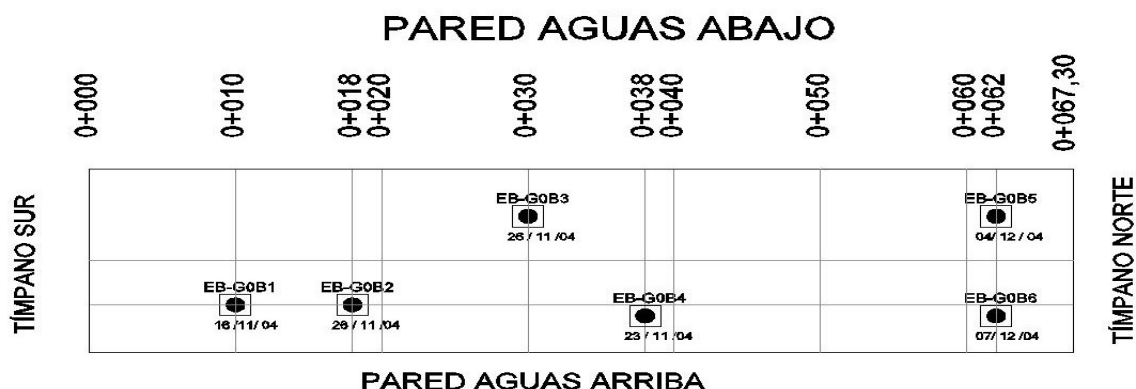 PARED AGUAS ABAJO
0+000
0+010
0+018
0+020
0+030
0+038
0+040
0+050
0+060
0+062
0+067,30
TÍMPANO SUR
TÍMPANO NORTE
EB-G0B3
26/ 11 /04
EB-G0B5
04/ 12 / 04
EB-G0B1
16 /11/ 04
EB-G0B2
26 / 11 /04
EB-G0B4
23 / 11 /04
EB-G0B6
07/ 12 /04
PARED AGUAS ARRIBA